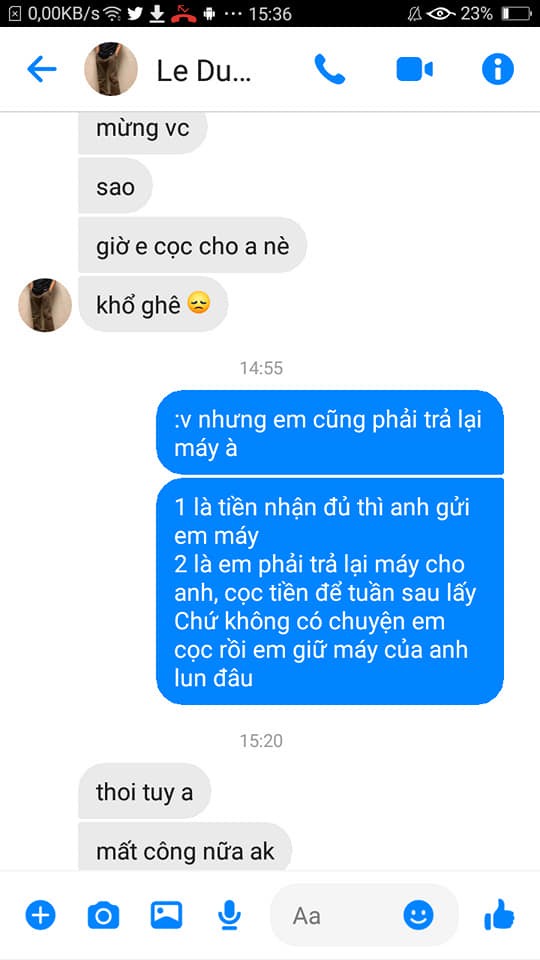 0,00KB/s ... 15:36 23%
Le Du...
mừng vc
sao
giờ e cọc cho a nè
khổ ghê 😞
14:55
:v nhưng em cũng phải trả lại
máy à
1 là tiền nhận đủ thì anh gửi
em máy
2 là em phải trả lại máy cho
anh, cọc tiền để tuần sau lấy
Chứ không có chuyện em
cọc rồi em giữ máy của anh
lun đâu
15:20
thoi tuy a
mất công nữa ak
Aa